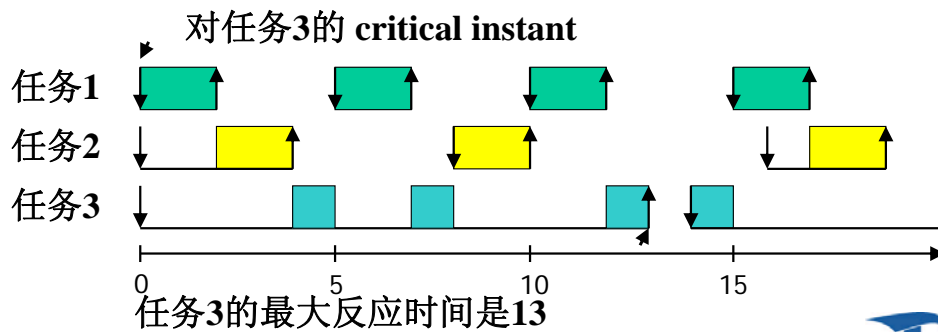 对任务3的 critical instant
任务1
任务2
任务3
0 5 10 15
任务3的最大反应时间是13